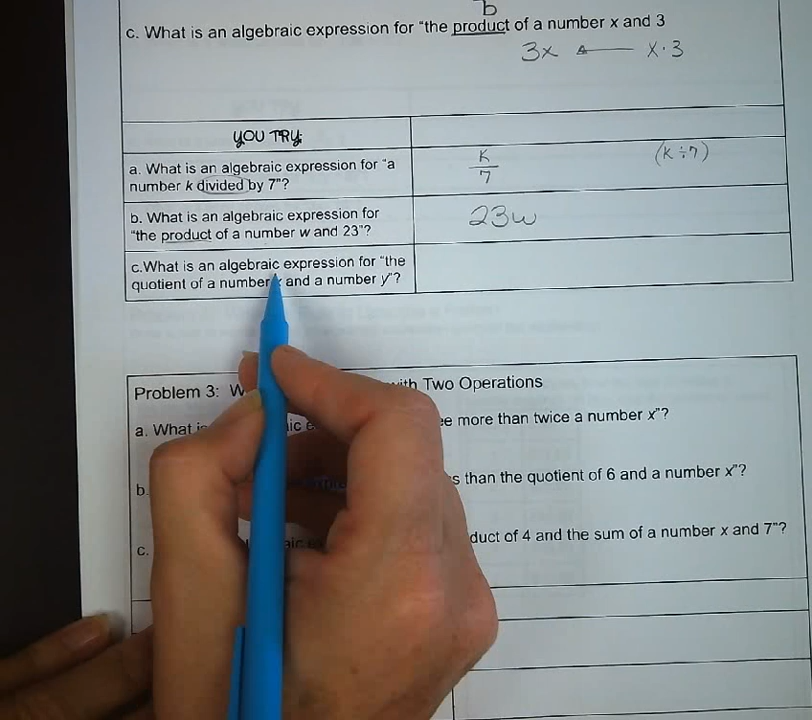 b
c. What is an algebraic expression for "the product of a number x and 3
3x x·3
YOU TRY:
a. What is an algebraic expression for "a
number k divided by 7"?
k
7
(k÷7)
b. What is an algebraic expression for
"the product of a number w and 23"?
23w
c.What is an algebraic expression for "the
quotient of a number and a number y"?
Problem 3: with Two Operations
a. What more than twice a number x"?
b. than the quotient of 6 and a number x"?
c. of 4 and the sum of a number x and 7"?